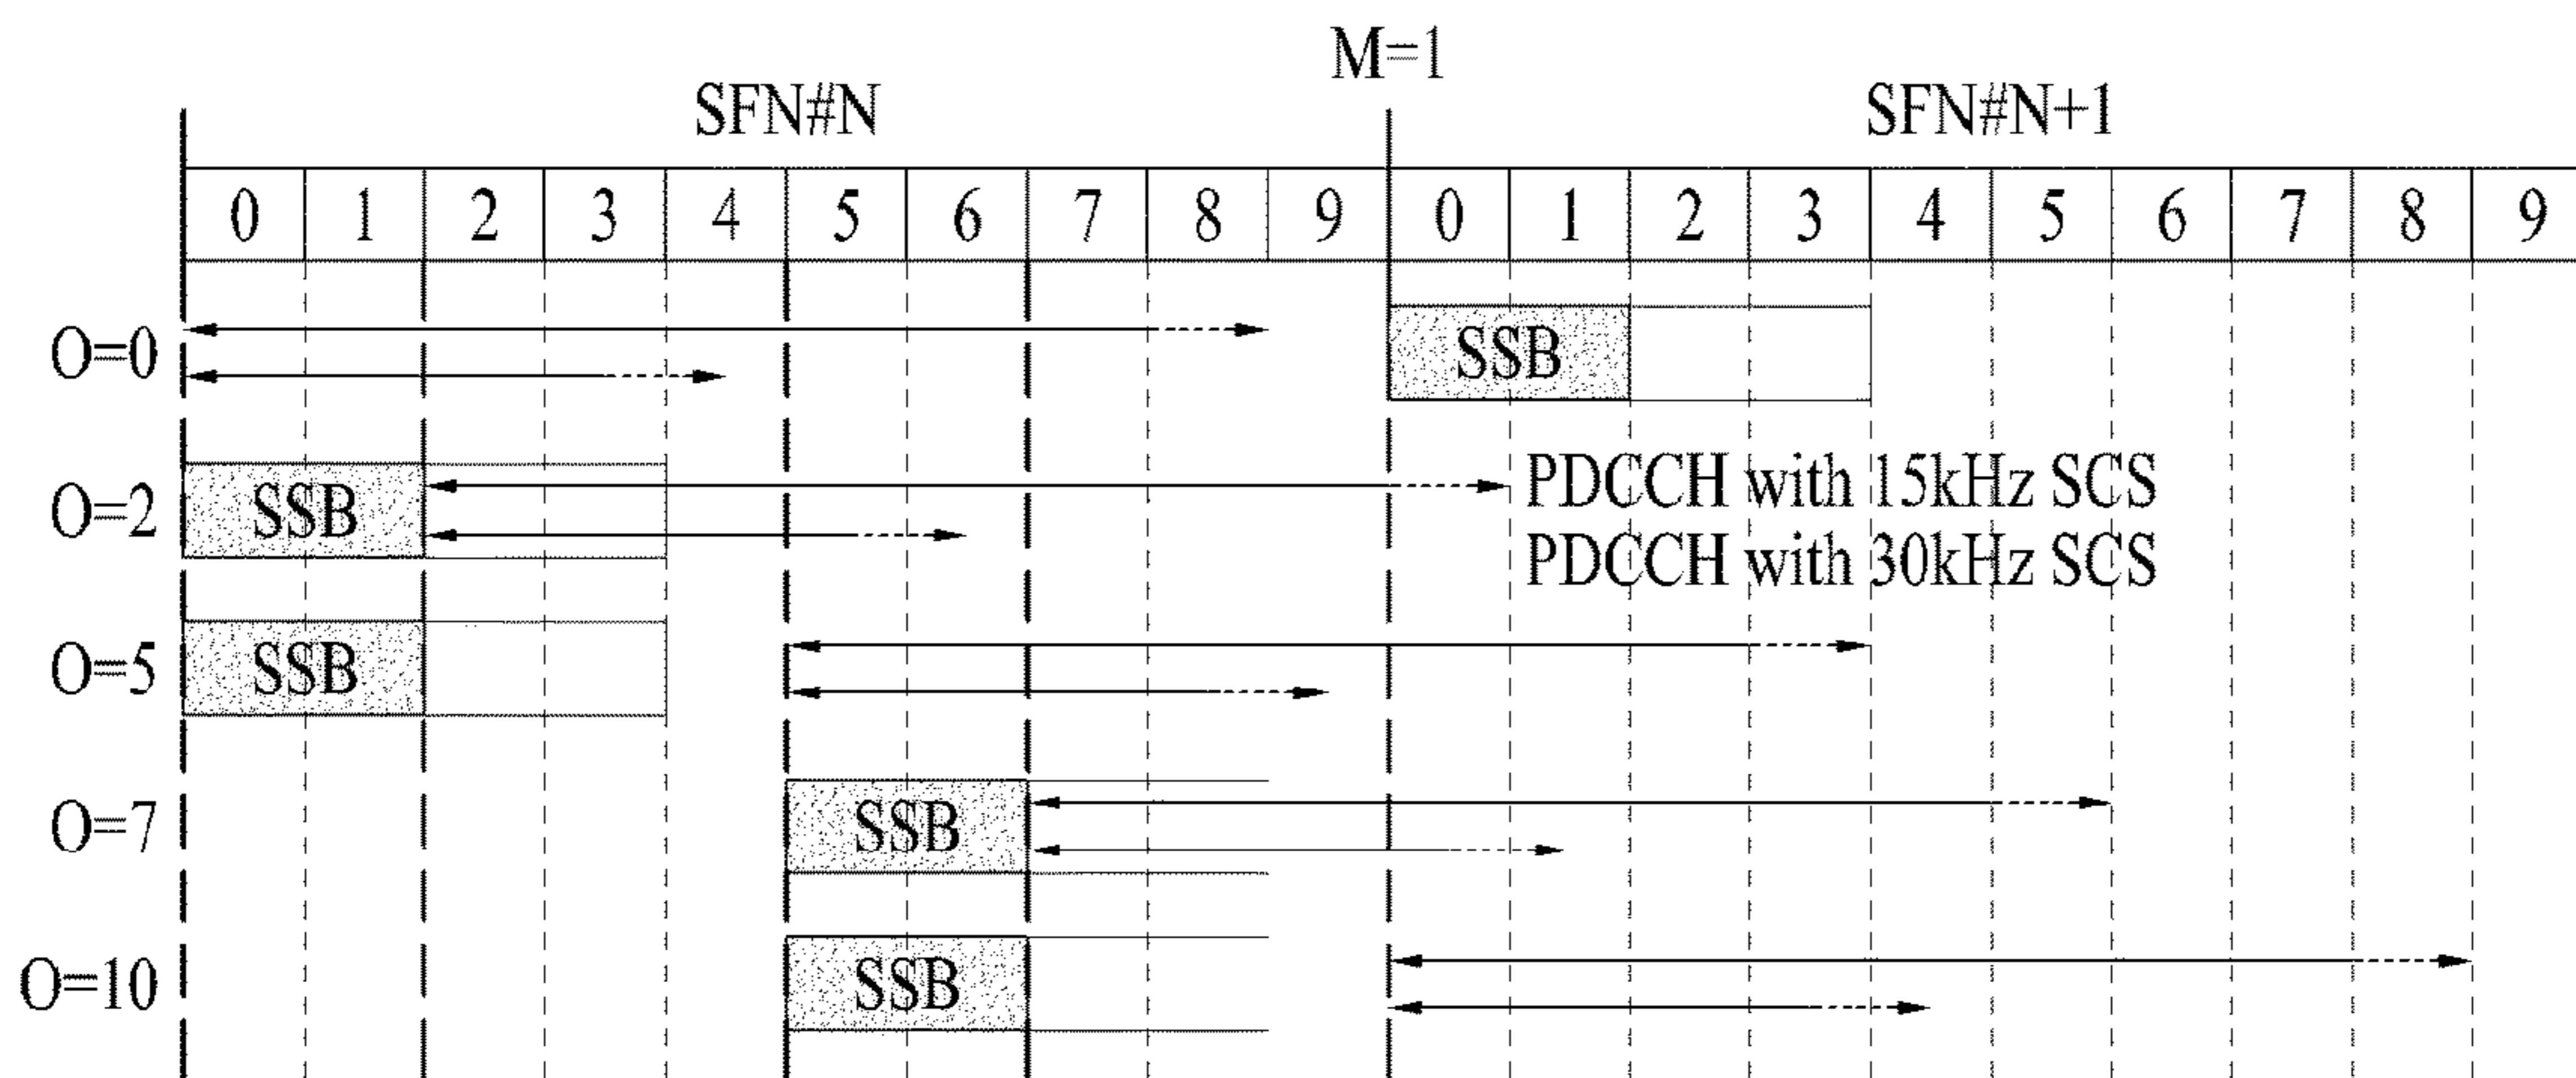 M=1
SFN#N SFN#N+1
0 1 2 3 4 5 6 7 8 9 0 1 2 3 4 5 6 7 8 9
O=0 SSB
O=2 SSB PDCCH with 15kHz SCS
PDCCH with 30kHz SCS
O=5 SSB
O=7 SSB
O=10 SSB